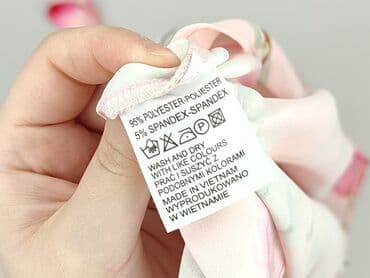 95% POLYESTER-POLIESTER
5% SPANDEX-SPANDEX
WASH AND DRY
WITH LIKE COLOURS
PRAĆ I SUSZYĆ Z
PODOBNYMI KOLORAMI
MADE IN VIETNAM
WYPRODUKOWANO
W WIETNAMIE